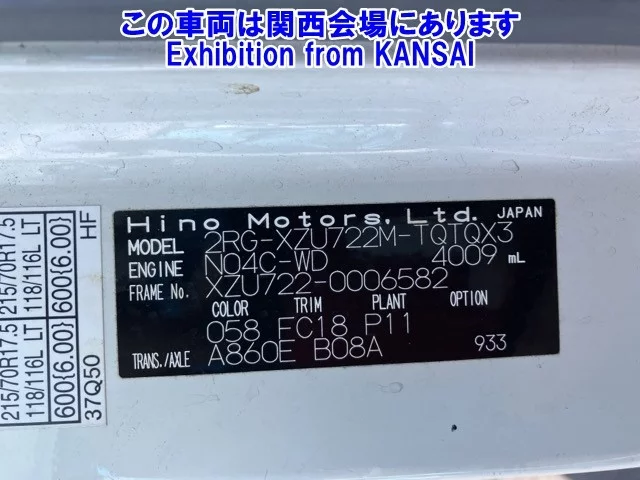 この車両は関西会場にあります
Exhibition from KANSAI
Hino Motors, Ltd. JAPAN
MODEL 2RG-XZU722M-TQTQX3
ENGINE N04C-WD 4009 mL
FRAME No. XZU722-0006582
COLOR TRIM PLANT OPTION
058 FC18 P11
TRANS./AXLE A860E B08A 933
215/70R17.5 215/70R17.5
118/116L LT 118/116L LT
600{6.00} 600{6.00}
37Q50 HF